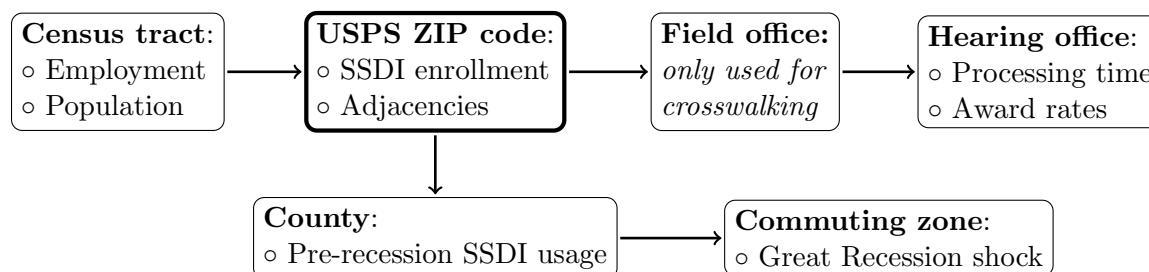 Census tract:
○ Employment
○ Population
USPS ZIP code:
○ SSDI enrollment
○ Adjacencies
Field office:
only used for
crosswalking
Hearing office:
○ Processing time
○ Award rates
County:
○ Pre-recession SSDI usage
Commuting zone:
○ Great Recession shock